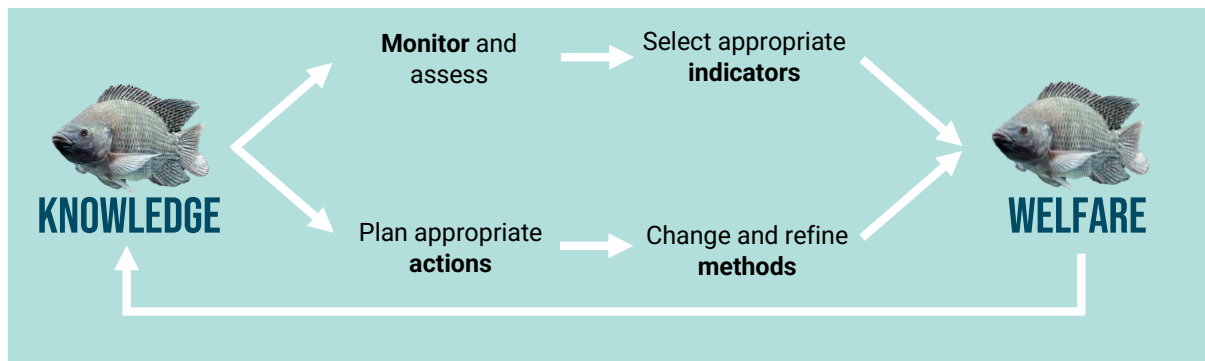 Monitor and
assess
Select appropriate
indicators
KNOWLEDGE
WELFARE
Plan appropriate
actions
Change and refine
methods